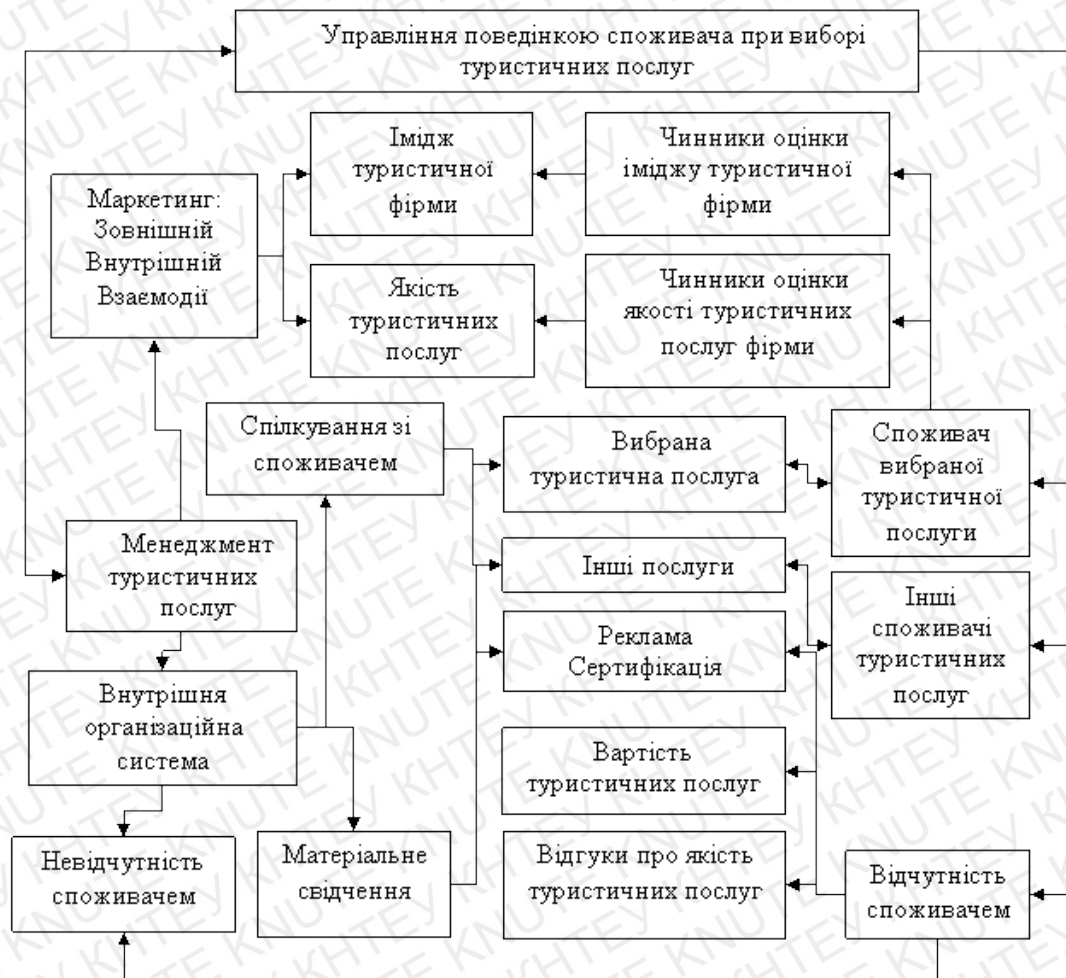 Управління поведінкою споживача при виборі
туристичних послуг
Імідж
туристичної
фірми
Чинники оцінки
іміджу туристичної
фірми
Маркетинг:
Зовнішній
Внутрішній
Взаємодії
Якість
туристичних
послуг
Чинники оцінки
якості туристичних
послуг фірми
Спілкування зі
споживачем
Вибрана
туристична послуга
Споживач
вибраної
туристичної
послуги
Менеджмент
туристичних
послуг
Інші послуги
Інші
споживачі
туристичних
послуг
Реклама
Сертифікація
Внутрішня
організаційна
система
Вартість
туристичних послуг
Невідчутність
споживачем
Матеріальне
свідчення
Відгуки про якість
туристичних послуг
Відчутність
споживачем
KHTEY KNUTE